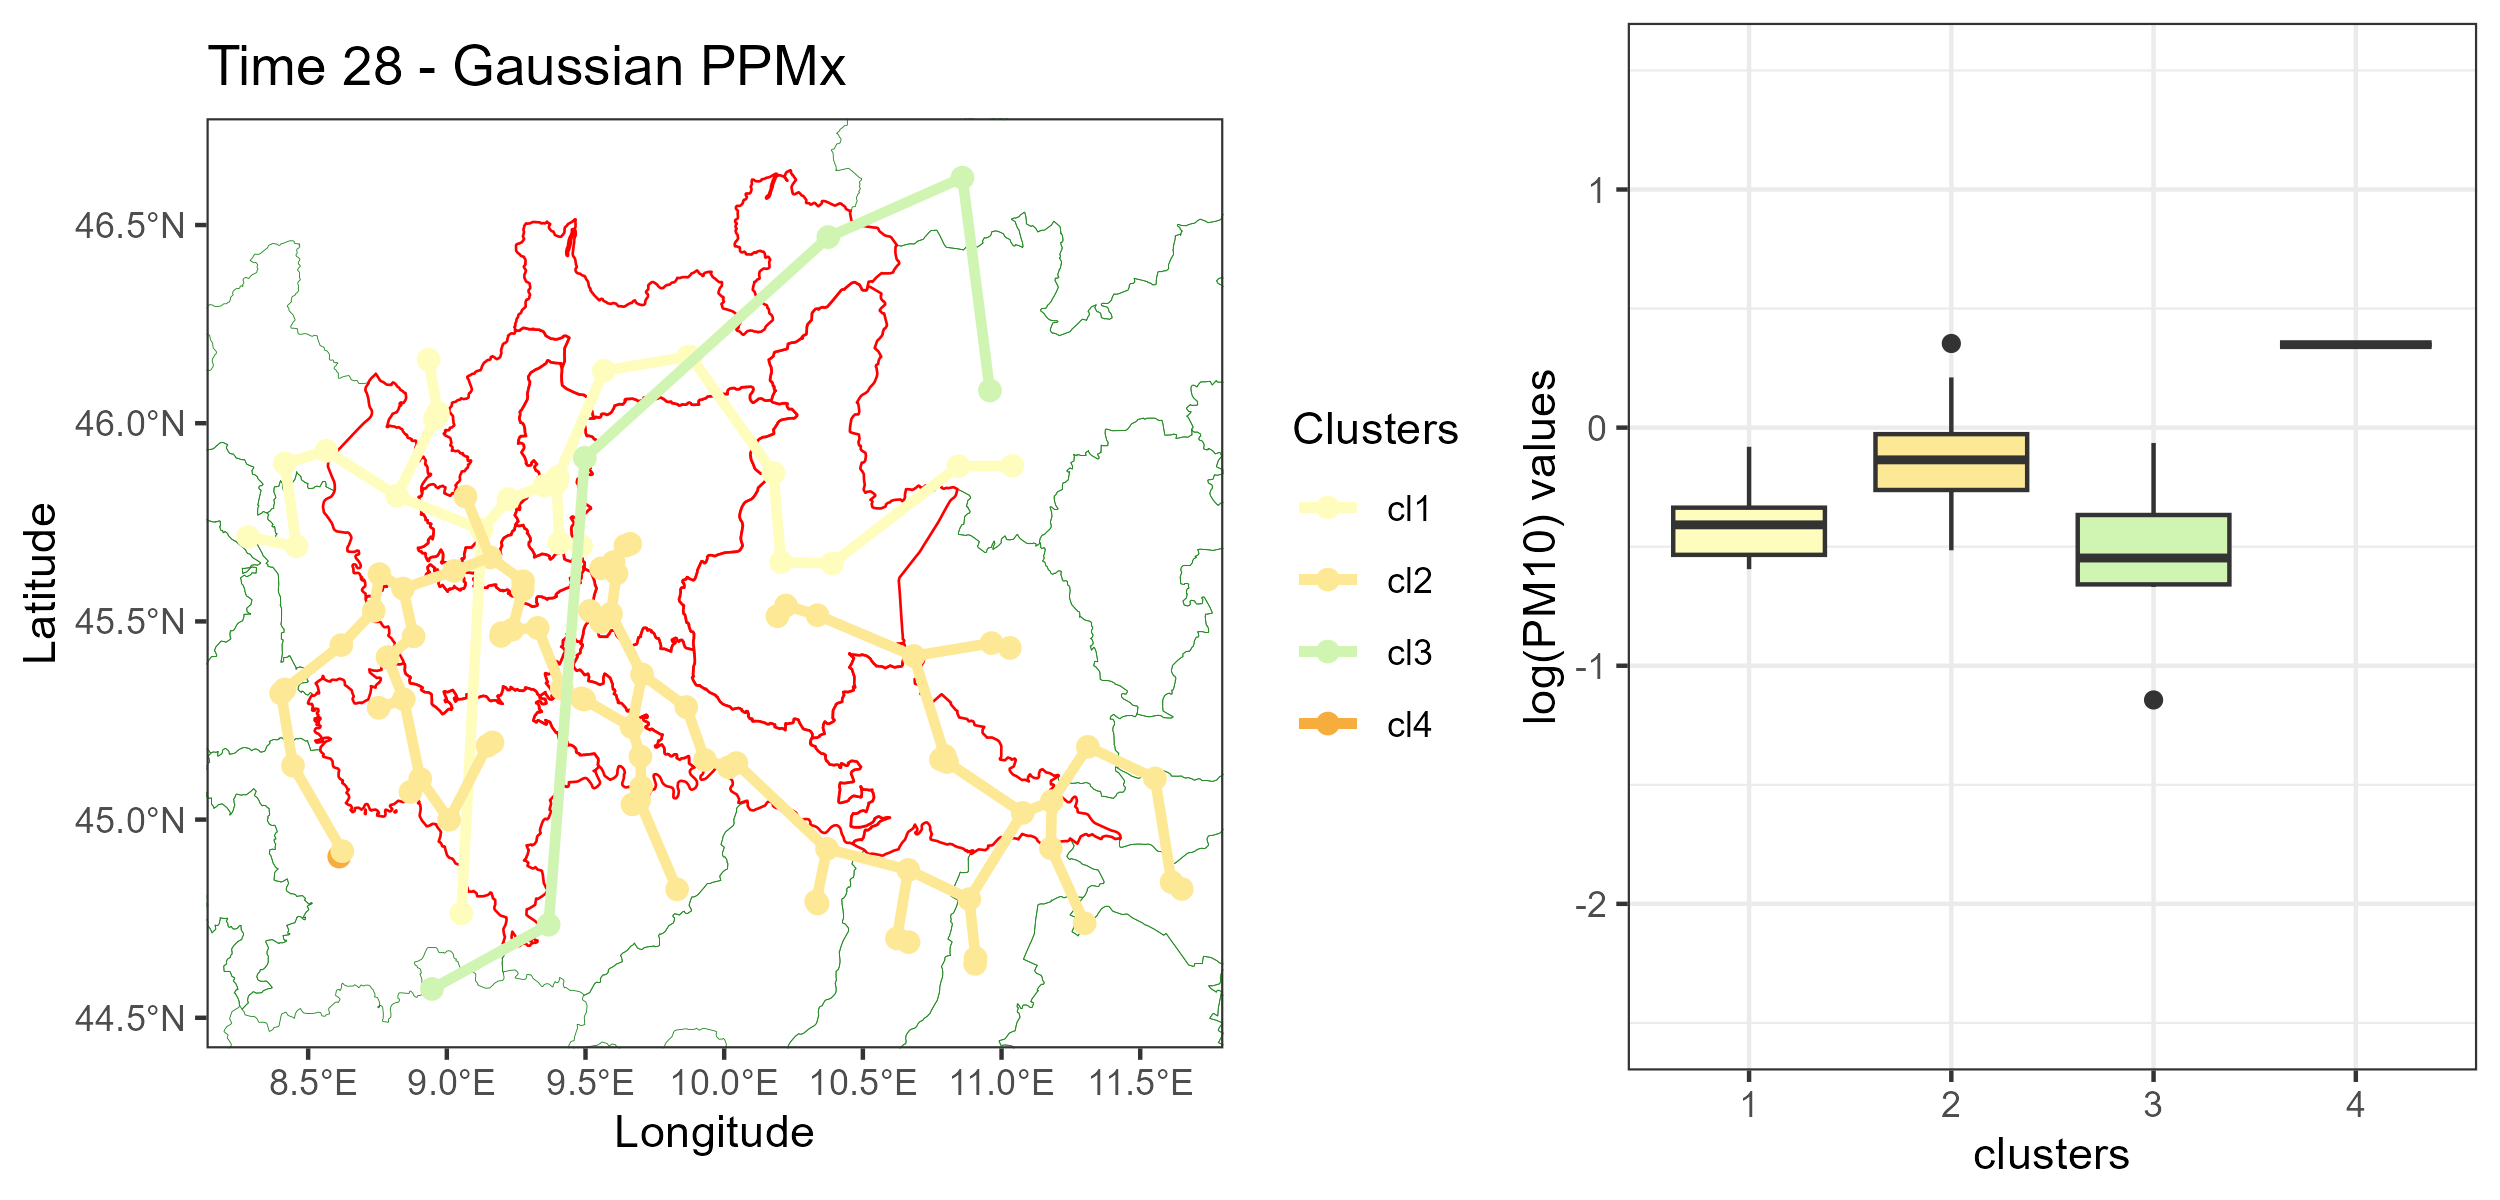 Time 28 - Gaussian PPMx
Latitude
46.5°N
46.0°N
45.5°N
45.0°N
44.5°N
8.5°E 9.0°E 9.5°E 10.0°E 10.5°E 11.0°E 11.5°E
Longitude
Clusters
cl1
cl2
cl3
cl4
log(PM10) values
1
0
-1
-2
1 2 3 4
clusters